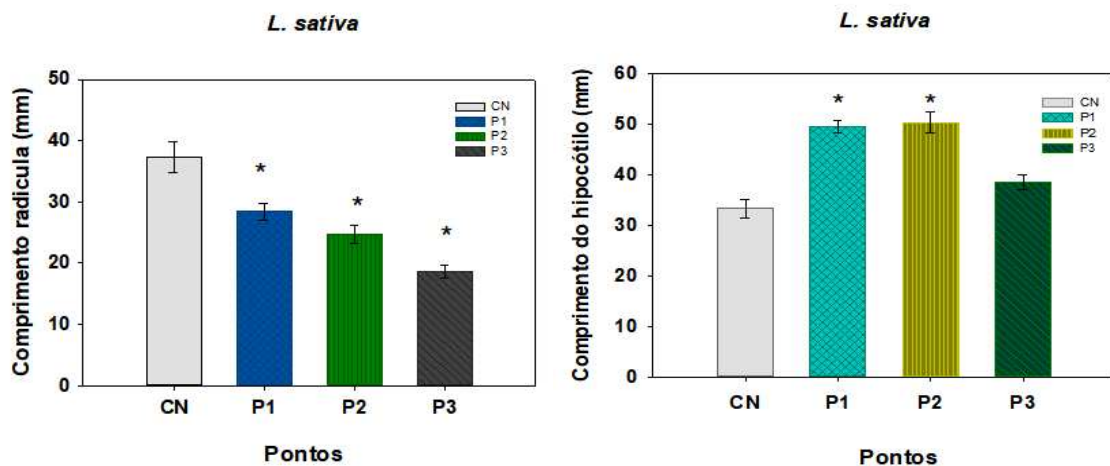 L. sativa
Comprimento radicula (mm)
50
40
30
20
10
0
CN
P1
P2
P3
*
*
*
CN P1 P2 P3
Pontos
L. sativa
Comprimento do hipocótilo (mm)
60
50
40
30
20
10
0
CN
P1
P2
P3
*
*
CN P1 P2 P3
Pontos